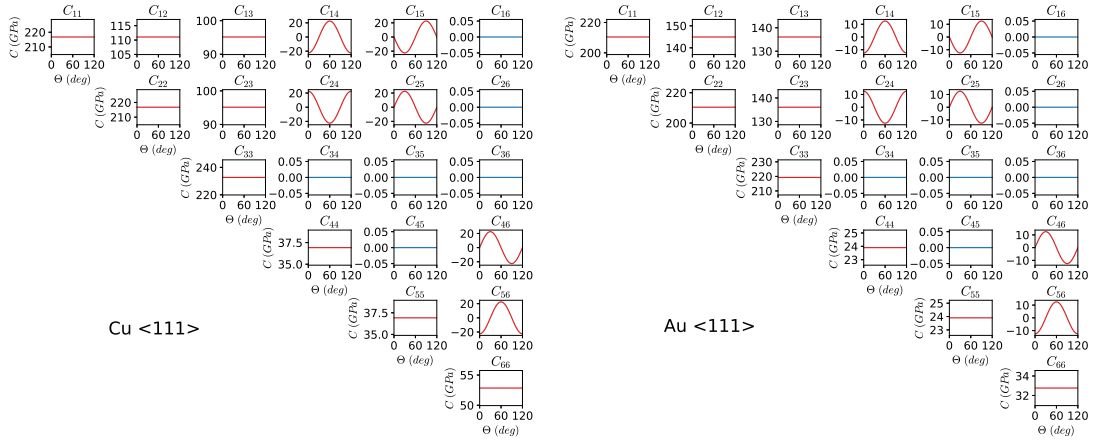 C11 C12 C13 C14 C15 C16
C (GPa) 220 210 115 110 105 100 90 20 0 −20 20 0 −20 0.05 0.00 −0.05
0 60 120 0 60 120 0 60 120 0 60 120 0 60 120 0 60 120
Θ (deg)
C22 C23 C24 C25 C26
C (GPa) 220 210 100 90 20 0 −20 20 0 −20 0.05 0.00 −0.05
0 60 120 0 60 120 0 60 120 0 60 120 0 60 120
Θ (deg)
C33 C34 C35 C36
C (GPa) 240 220 0.05 0.00 −0.05 0.05 0.00 −0.05 0.05 0.00 −0.05
0 60 120 0 60 120 0 60 120 0 60 120
Θ (deg)
C44 C45 C46
C (GPa) 37.5 35.0 0.05 0.00 −0.05 20 0 −20
0 60 120 0 60 120 0 60 120
Θ (deg)
C55 C56
C (GPa) 37.5 35.0 20 0 −20
0 60 120 0 60 120
Θ (deg)
Cu <111>
C66
C (GPa) 55 50
0 60 120
Θ (deg)
C11 C12 C13 C14 C15 C16
C (GPa) 220 200 150 145 140 130 10 0 −10 10 0 −10 0.05 0.00 −0.05
0 60 120 0 60 120 0 60 120 0 60 120 0 60 120 0 60 120
Θ (deg)
C22 C23 C24 C25 C26
C (GPa) 220 200 140 130 10 0 −10 10 0 −10 0.05 0.00 −0.05
0 60 120 0 60 120 0 60 120 0 60 120 0 60 120
Θ (deg)
C33 C34 C35 C36
C (GPa) 230 220 210 0.05 0.00 −0.05 0.05 0.00 −0.05 0.05 0.00 −0.05
0 60 120 0 60 120 0 60 120 0 60 120
Θ (deg)
C44 C45 C46
C (GPa) 25 24 23 0.05 0.00 −0.05 10 0 −10
0 60 120 0 60 120 0 60 120
Θ (deg)
C55 C56
C (GPa) 25 24 23 10 0 −10
0 60 120 0 60 120
Θ (deg)
Au <111>
C66
C (GPa) 34 32
0 60 120
Θ (deg)